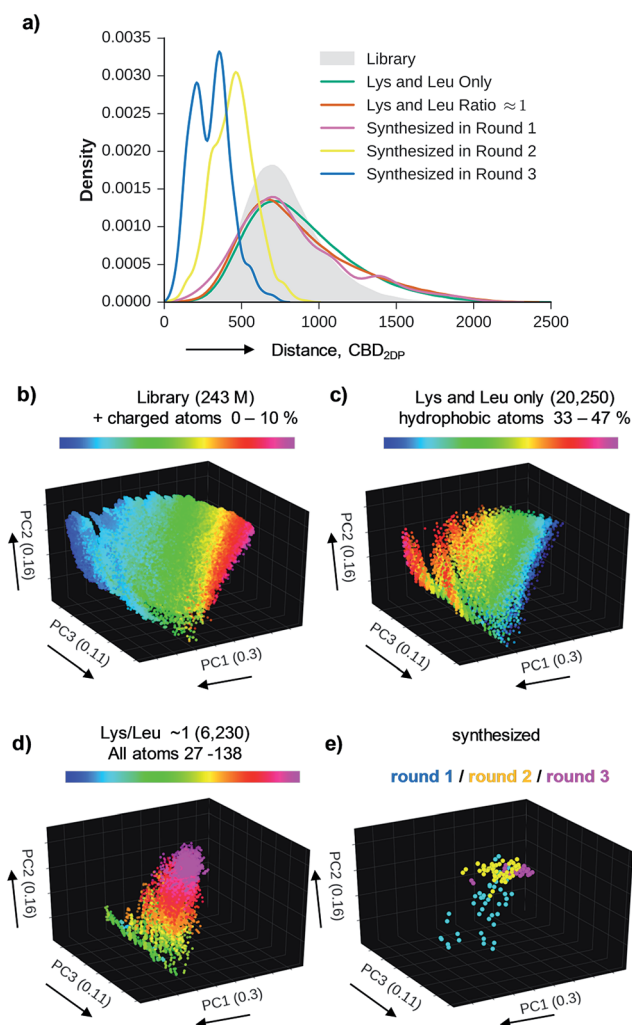 a)
0.0035
0.0030
0.0025
0.0020
0.0015
0.0010
0.0005
0.0000
Density
Library
Lys and Leu Only
Lys and Leu Ratio ≈1
Synthesized in Round 1
Synthesized in Round 2
Synthesized in Round 3
0 500 1000 1500 2000 2500
Distance, CBD2DP
b)
Library (243 M)
+ charged atoms 0 – 10 %
PC2 (0.16)
PC3 (0.11)
PC1 (0.3)
c)
Lys and Leu only (20,250)
hydrophobic atoms 33 – 47 %
PC2 (0.16)
PC3 (0.11)
PC1 (0.3)
d)
Lys/Leu ~1 (6,230)
All atoms 27 -138
PC2 (0.16)
PC3 (0.11)
PC1 (0.3)
e)
synthesized
round 1 / round 2 / round 3
PC2 (0.16)
PC3 (0.11)
PC1 (0.3)